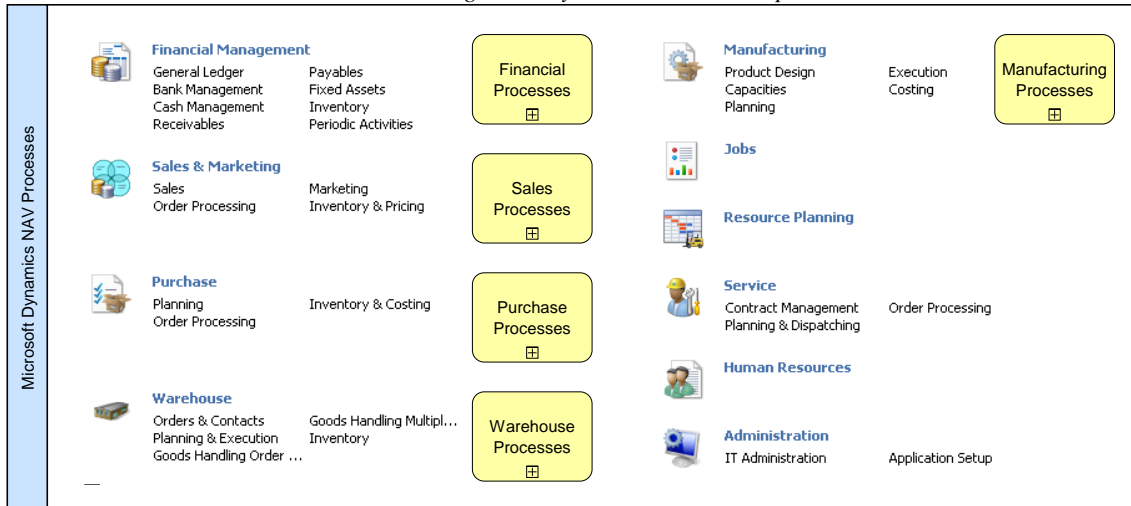 Microsoft Dynamics NAV Processes
Financial Management
General Ledger Payables
Bank Management Fixed Assets
Cash Management Inventory
Receivables Periodic Activities
Financial
Processes
Sales & Marketing
Sales Marketing
Order Processing Inventory & Pricing
Sales
Processes
Purchase
Planning Inventory & Costing
Order Processing
Purchase
Processes
Warehouse
Orders & Contacts Goods Handling Multipl...
Planning & Execution Inventory
Goods Handling Order ...
Warehouse
Processes
Manufacturing
Product Design Execution
Capacities Costing
Planning
Manufacturing
Processes
Jobs
Resource Planning
Service
Contract Management Order Processing
Planning & Dispatching
Human Resources
Administration
IT Administration Application Setup